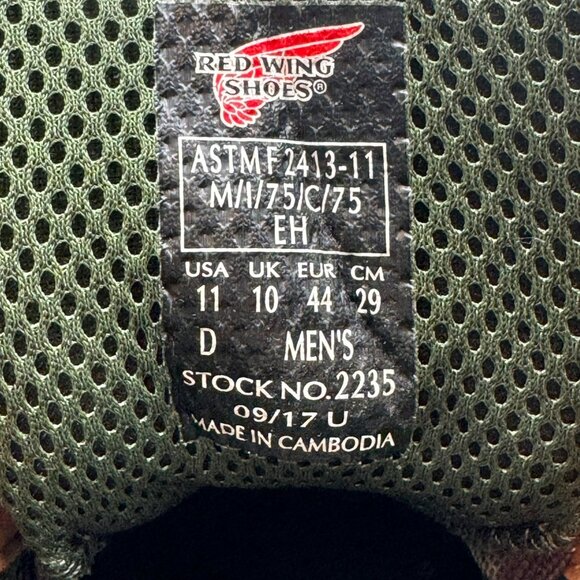 RED WING
SHOES®
ASTM F 2413-11
M/I/75/C/75
EH
USA UK EUR CM
11 10 44 29
D MEN'S
STOCK NO. 2235
09/17 U
MADE IN CAMBODIA